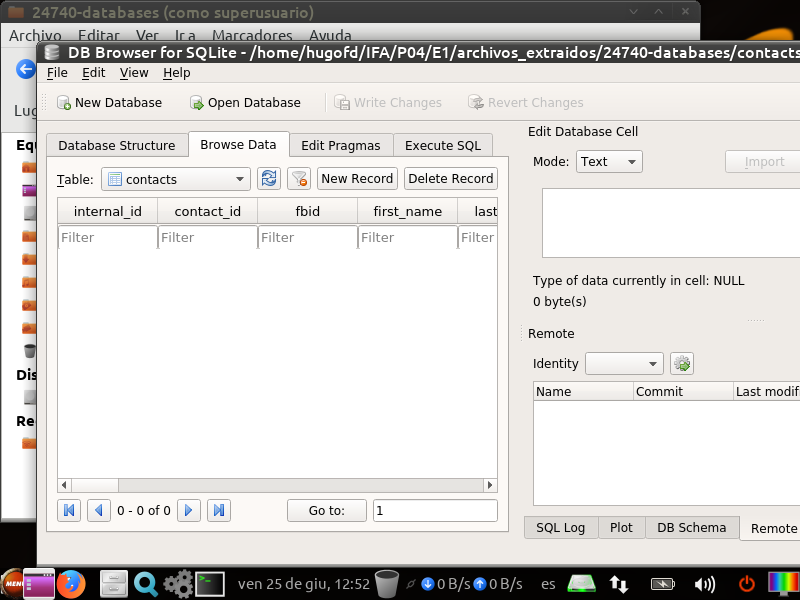 24740-databases (como superusuario)
Archivo Editar Ver Ir a Marcadores Ayuda
DB Browser for SQLite - /home/hugofd/IFA/P04/E1/archivos_extraidos/24740-databases/contacts
File Edit View Help
New Database Open Database Write Changes Revert Changes
Lug
Equ
Dis
Re
Database Structure Browse Data Edit Pragmas Execute SQL
Table: contacts New Record Delete Record
internal_id contact_id fbid first_name last
Filter Filter Filter Filter Filter
0 - 0 of 0 Go to: 1
Edit Database Cell
Mode: Text Import
Type of data currently in cell: NULL
0 byte(s)
Remote
Identity
Name Commit Last modifi
SQL Log Plot DB Schema Remote
MENU ven 25 de giu, 12:52 0 B/s 0 B/s es